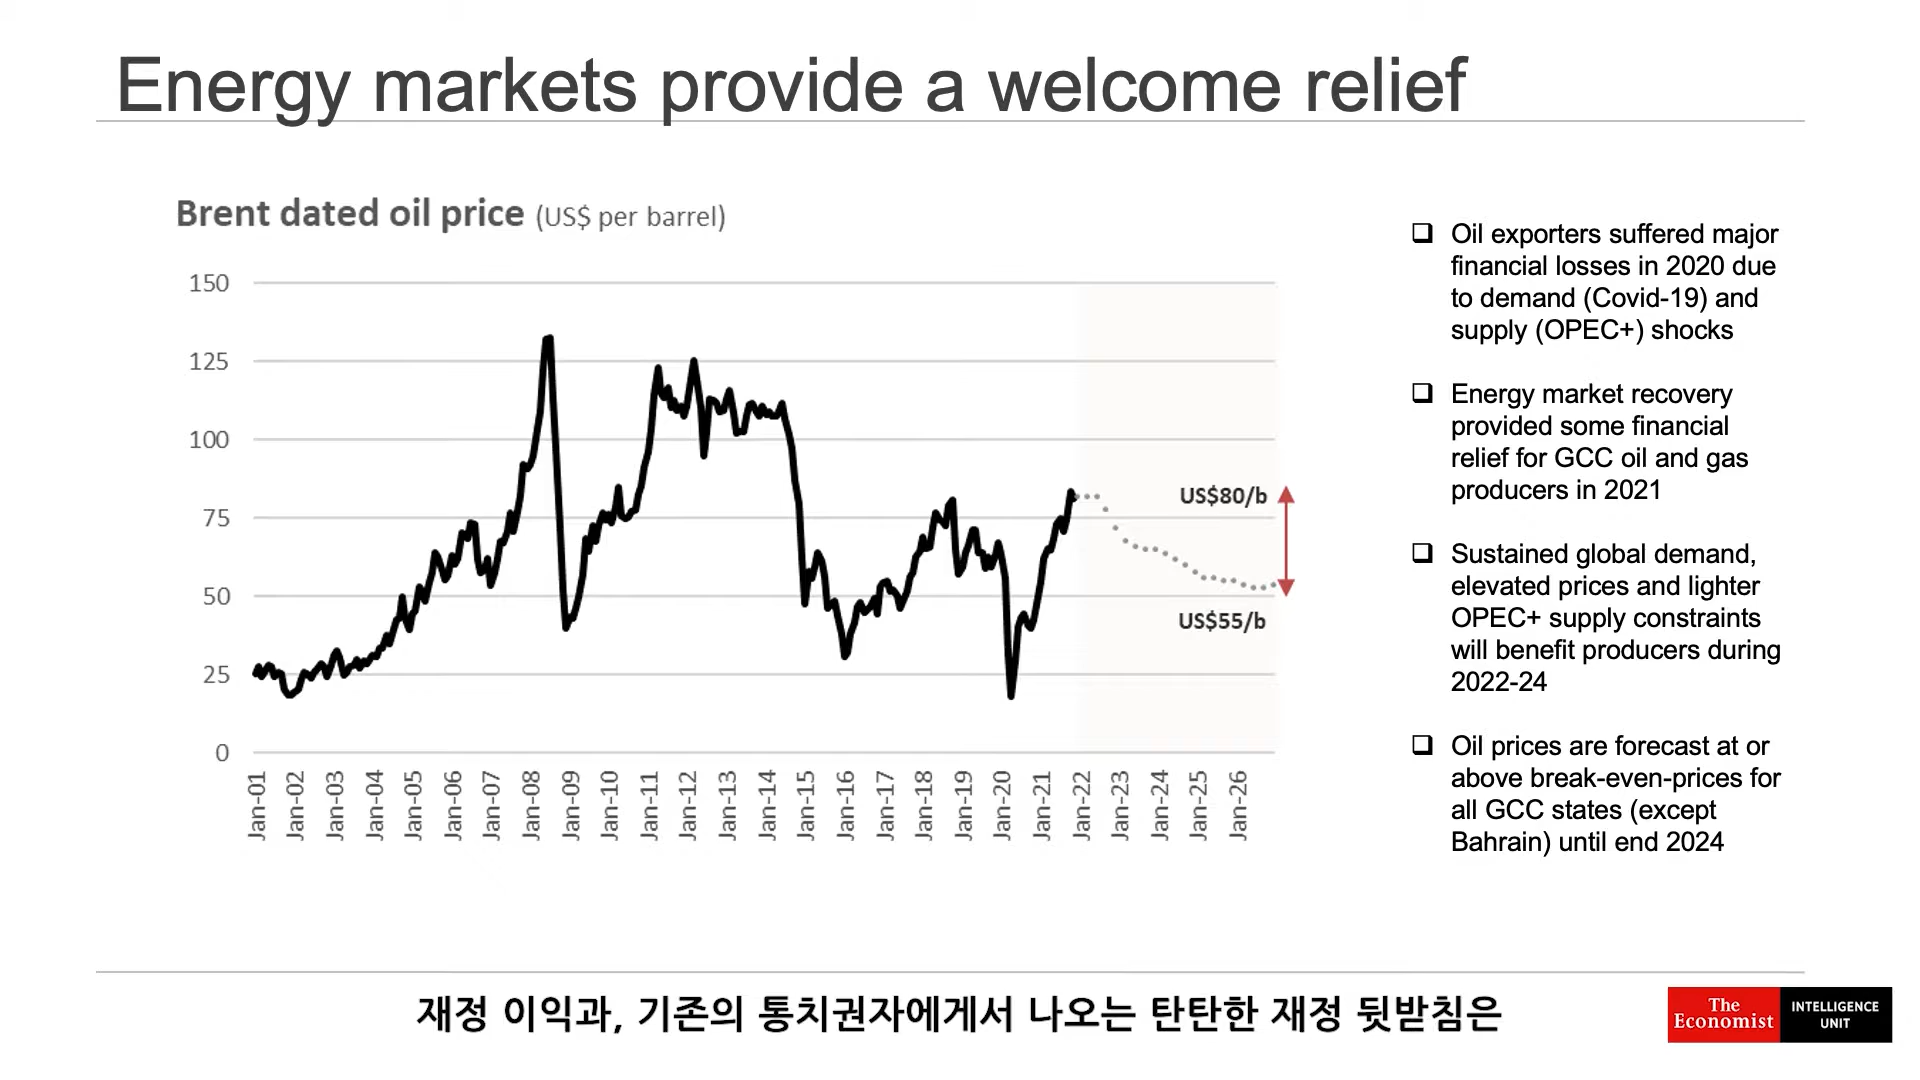 Energy markets provide a welcome relief
Brent dated oil price (US$ per barrel)
150
125
100
75
50
25
0
US$80/b
US$55/b
Jan-01
Jan-02
Jan-03
Jan-04
Jan-05
Jan-06
Jan-07
Jan-08
Jan-09
Jan-10
Jan-11
Jan-12
Jan-13
Jan-14
Jan-15
Jan-16
Jan-17
Jan-18
Jan-19
Jan-20
Jan-21
Jan-22
Jan-23
Jan-24
Jan-25
Jan-26
Oil exporters suffered major
financial losses in 2020 due
to demand (Covid-19) and
supply (OPEC+) shocks
Energy market recovery
provided some financial
relief for GCC oil and gas
producers in 2021
Sustained global demand,
elevated prices and lighter
OPEC+ supply constraints
will benefit producers during
2022-24
Oil prices are forecast at or
above break-even-prices for
all GCC states (except
Bahrain) until end 2024
재정 이익과, 기존의 통치권자에게서 나오는 탄탄한 재정 뒷받침은
The
Economist
INTELLIGENCE
UNIT